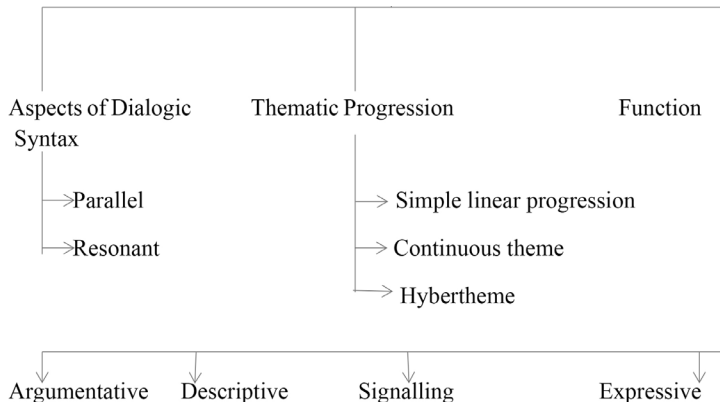 Aspects of Dialogic Syntax
Thematic Progression
Function
Parallel
Resonant
Simple linear progression
Continuous theme
Hybertheme
Argumentative
Descriptive
Signalling
Expressive